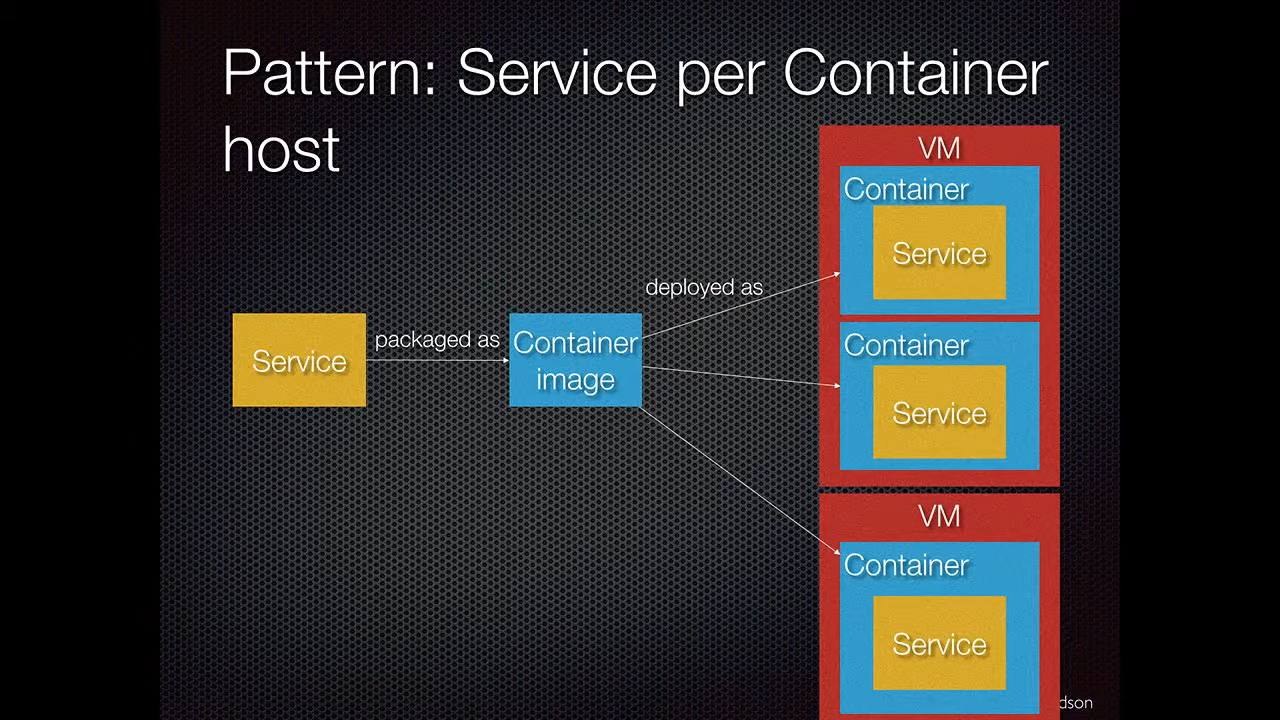 Pattern: Service per Container
host
VM
Container
Service
deployed as
Service
packaged as
Container
image
Container
Service
VM
Container
Service
dson